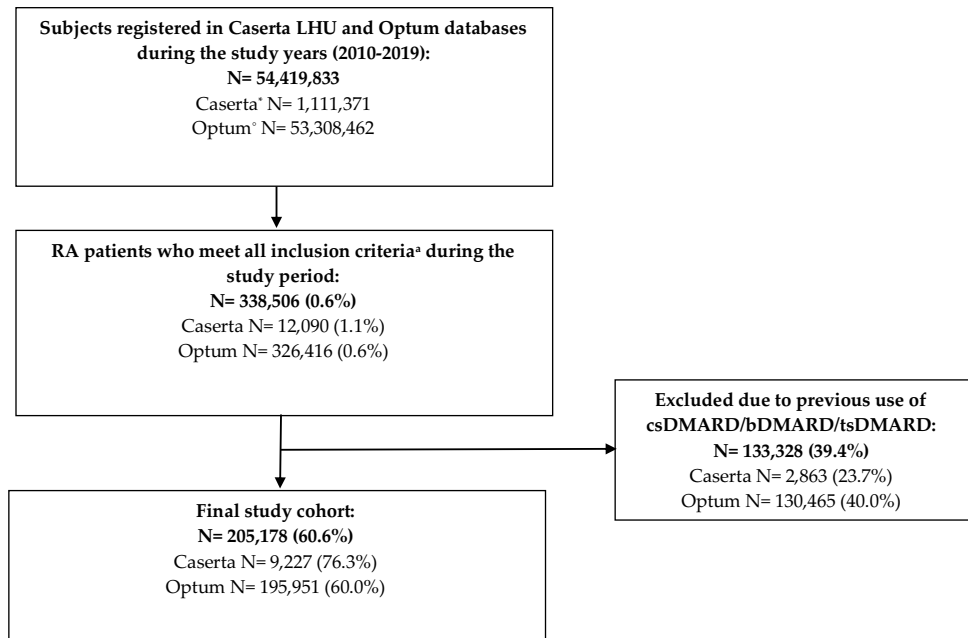 Subjects registered in Caserta LHU and Optum databases
during the study years (2010-2019):
N= 54,419,833
Caserta* N= 1,111,371
Optum° N= 53,308,462
RA patients who meet all inclusion criteriaᵃ during the
study period:
N= 338,506 (0.6%)
Caserta N= 12,090 (1.1%)
Optum N= 326,416 (0.6%)
Excluded due to previous use of
csDMARD/bDMARD/tsDMARD:
N= 133,328 (39.4%)
Caserta N= 2,863 (23.7%)
Optum N= 130,465 (40.0%)
Final study cohort:
N= 205,178 (60.6%)
Caserta N= 9,227 (76.3%)
Optum N= 195,951 (60.0%)